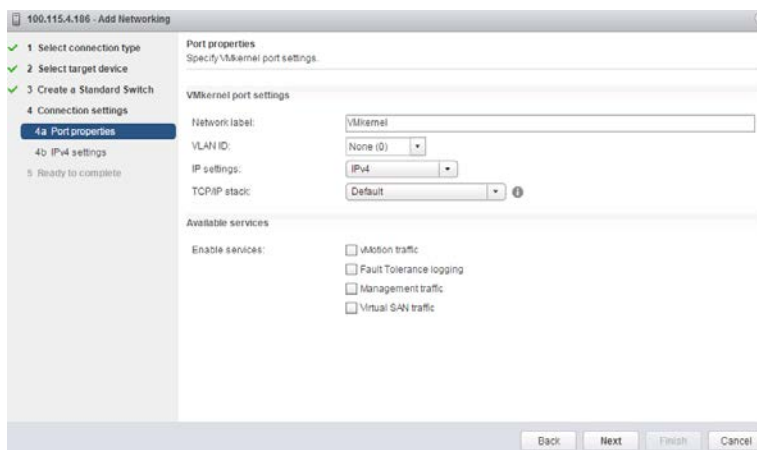 100.115.4.186 - Add Networking
1 Select connection type
2 Select target device
3 Create a Standard Switch
4 Connection settings
4a Port properties
4b IPv4 settings
5 Ready to complete
Port properties
Specify VMkernel port settings.
VMkernel port settings
Network label: VMkernel
VLAN ID: None (0)
IP settings: IPv4
TCP/IP stack: Default
Available services
Enable services: vMotion traffic
Fault Tolerance logging
Management traffic
Virtual SAN traffic
Back Next Finish Cancel